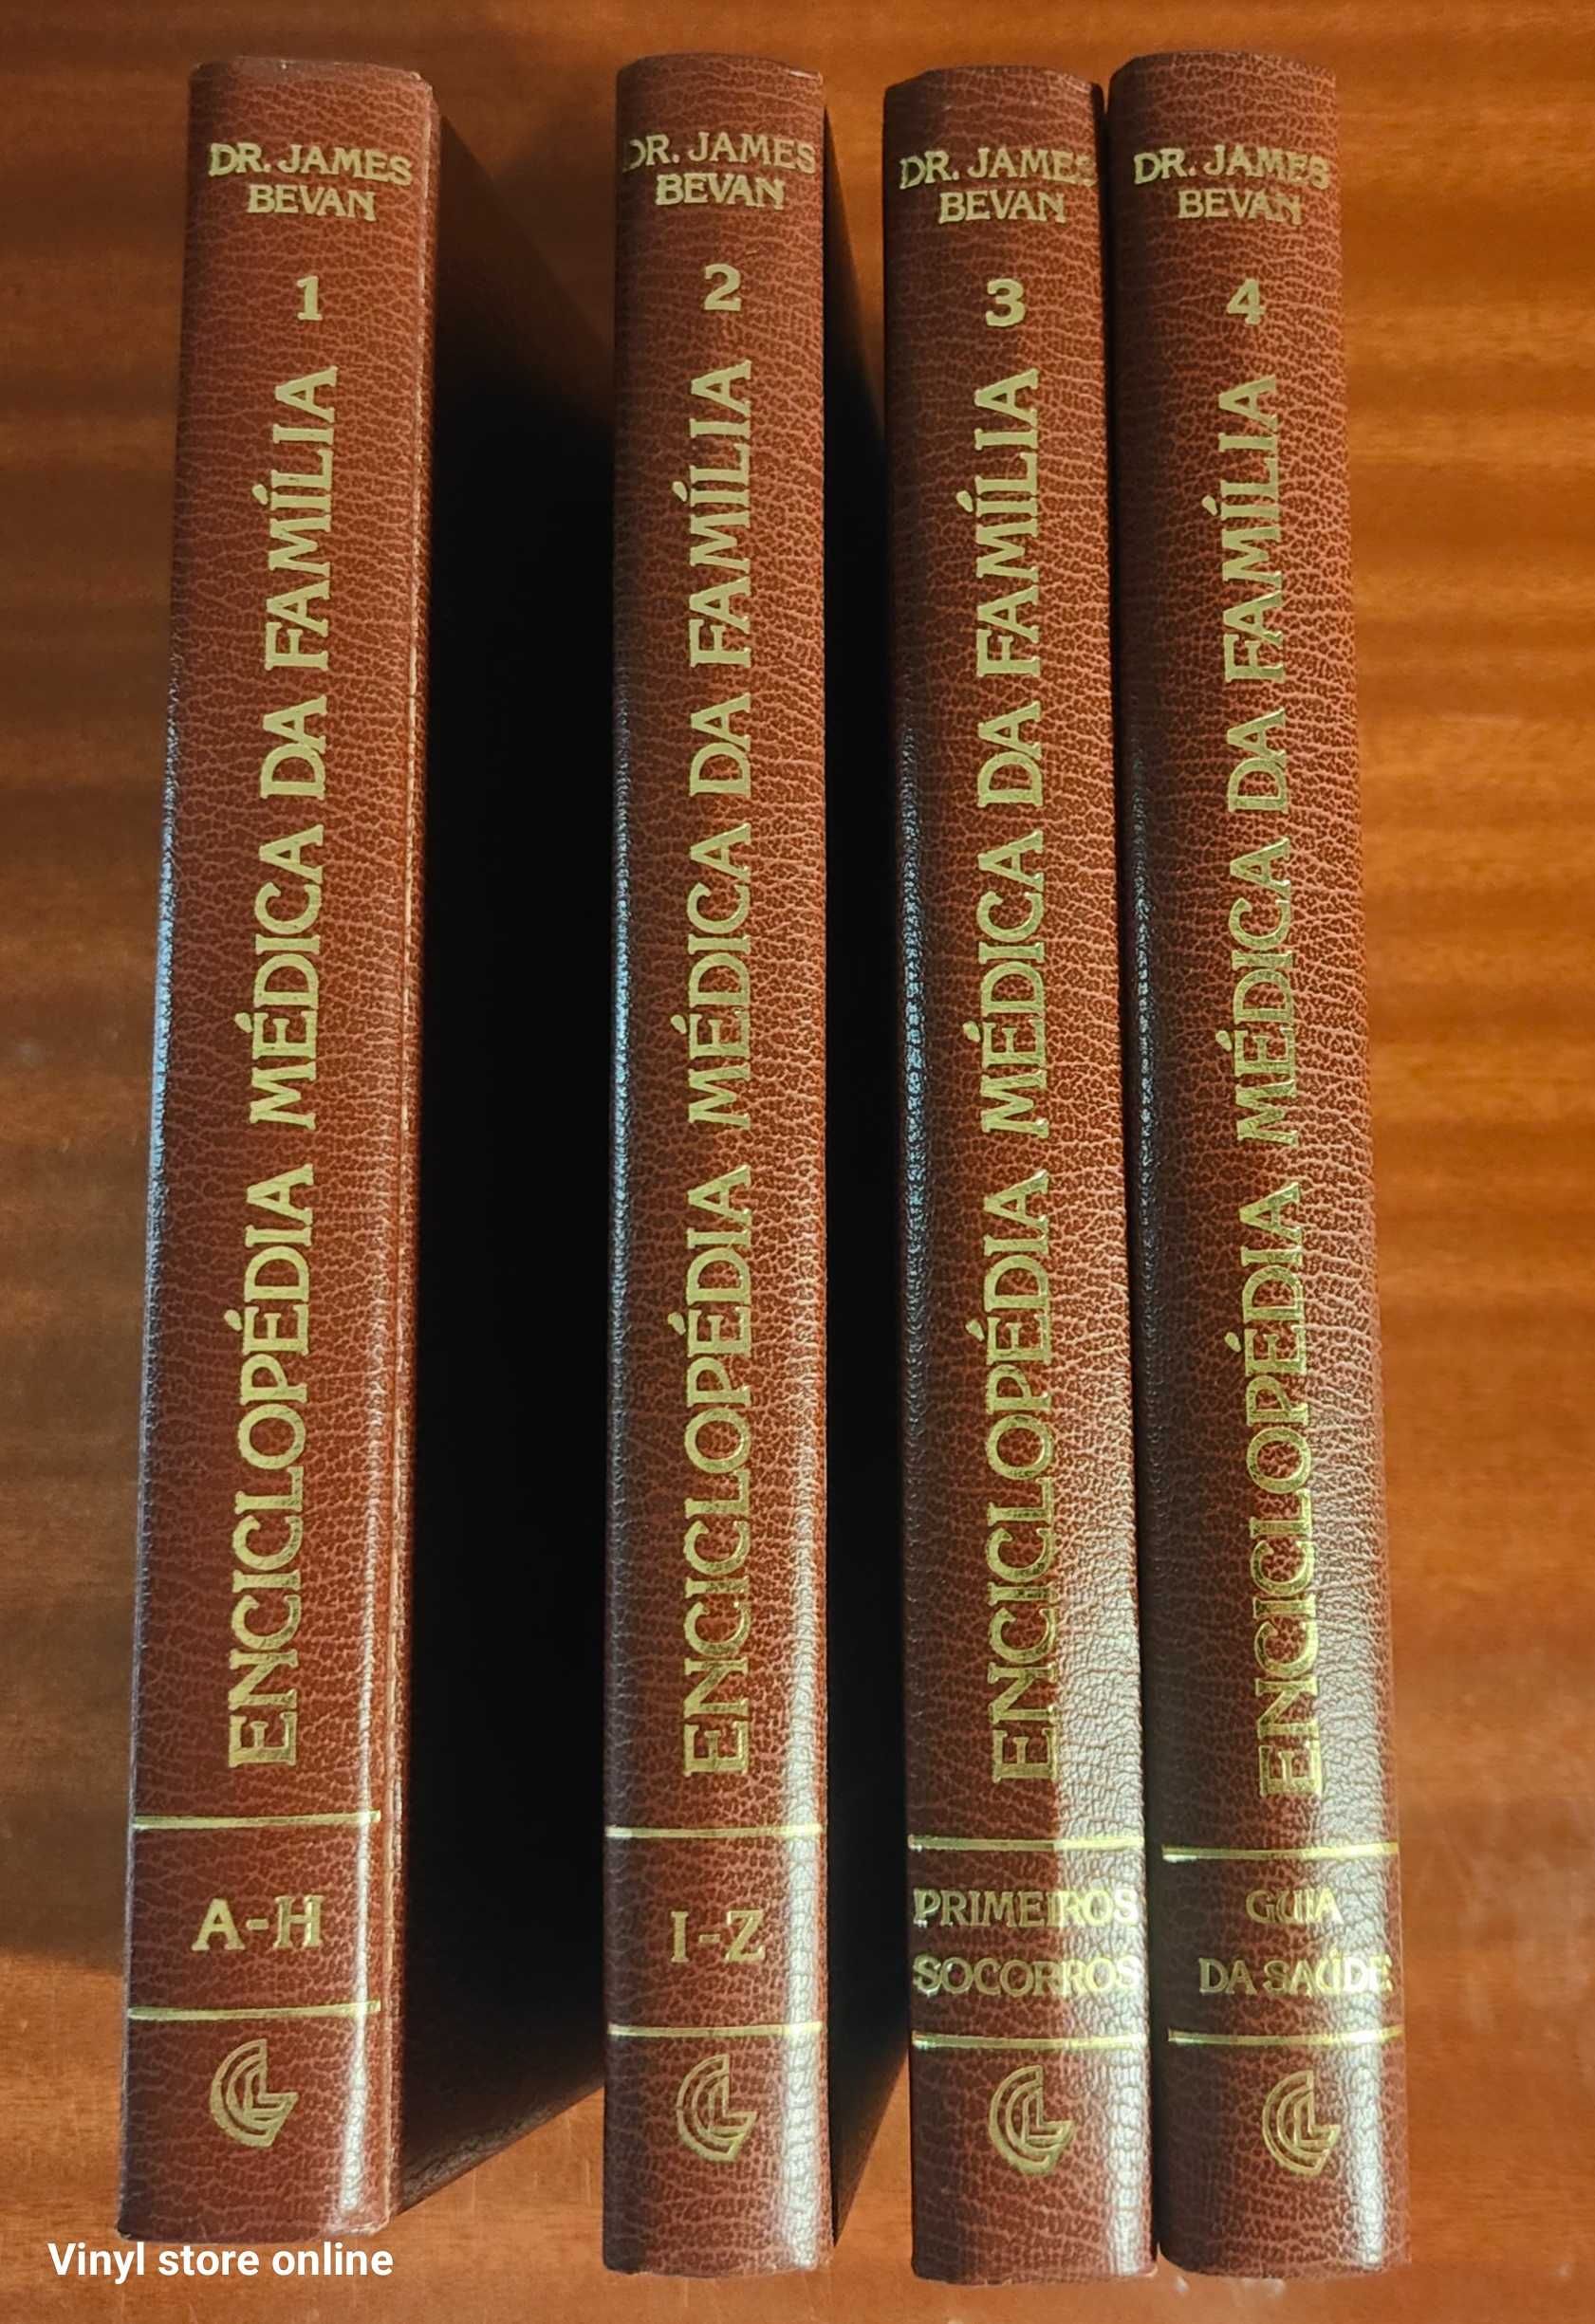 DR. JAMES
BEVAN
1
ENCICLOPÉDIA MÉDICA DA FAMÍLIA
A-H
DR. JAMES
BEVAN
2
ENCICLOPÉDIA MÉDICA DA FAMÍLIA
I-Z
DR. JAMES
BEVAN
3
ENCICLOPÉDIA MÉDICA DA FAMÍLIA
PRIMEIROS
SOCORROS
DR. JAMES
BEVAN
4
ENCICLOPÉDIA MÉDICA DA FAMÍLIA
GUIA
DA SAÚDE
Vinyl store online